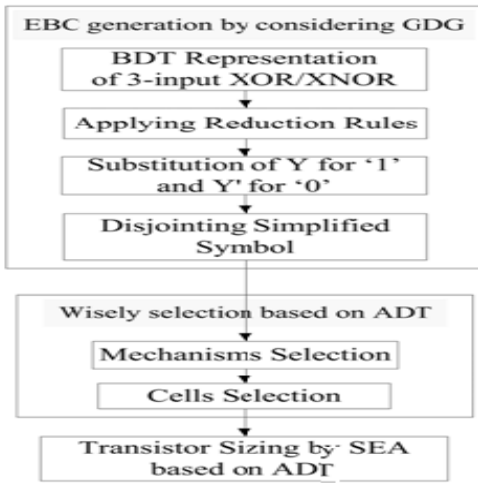 EBC generation by considering GDG
BDT Representation
of 3-input XOR/XNOR
Applying Reduction Rules
Substitution of Y for ‘1’
and Y' for ‘0’
Disjointing Simplified
Symbol
Wisely selection based on ADT
Mechanisms Selection
Cells Selection
Transistor Sizing by SEA
based on ADT